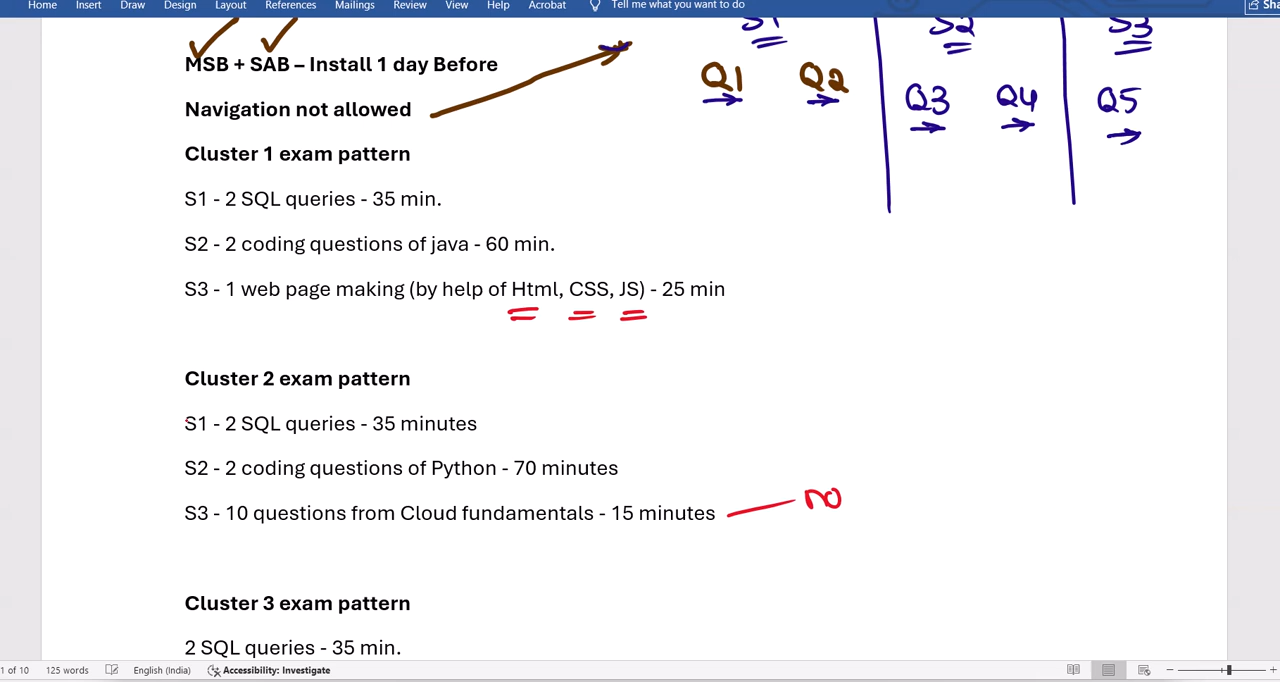 Home Insert Draw Design Layout References Mailings Review View Help Acrobat Tell me what you want to do Sha
S1 S2 S3
MSB + SAB – Install 1 day Before
Q1 Q2 Q3 Q4 Q5
Navigation not allowed
Cluster 1 exam pattern
S1 - 2 SQL queries - 35 min.
S2 - 2 coding questions of java - 60 min.
S3 - 1 web page making (by help of Html, CSS, JS) - 25 min
Cluster 2 exam pattern
S1 - 2 SQL queries - 35 minutes
S2 - 2 coding questions of Python - 70 minutes
S3 - 10 questions from Cloud fundamentals - 15 minutes no
Cluster 3 exam pattern
2 SQL queries - 35 min.
1 of 10 125 words English (India) Accessibility: Investigate